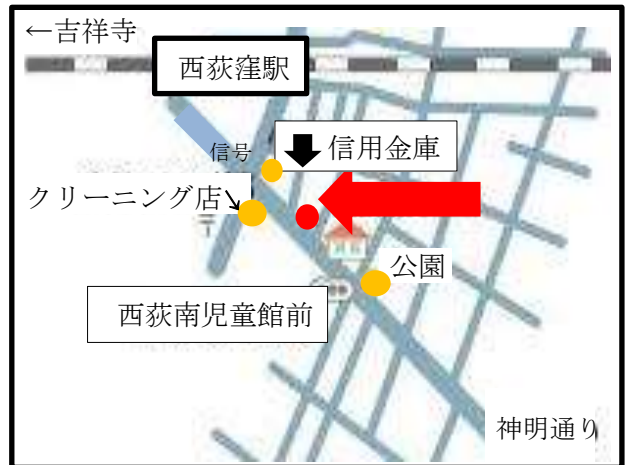 ←吉祥寺
西荻窪駅
信号
信用金庫
クリーニング店
〒
公園
西荻南児童館前
神明通り